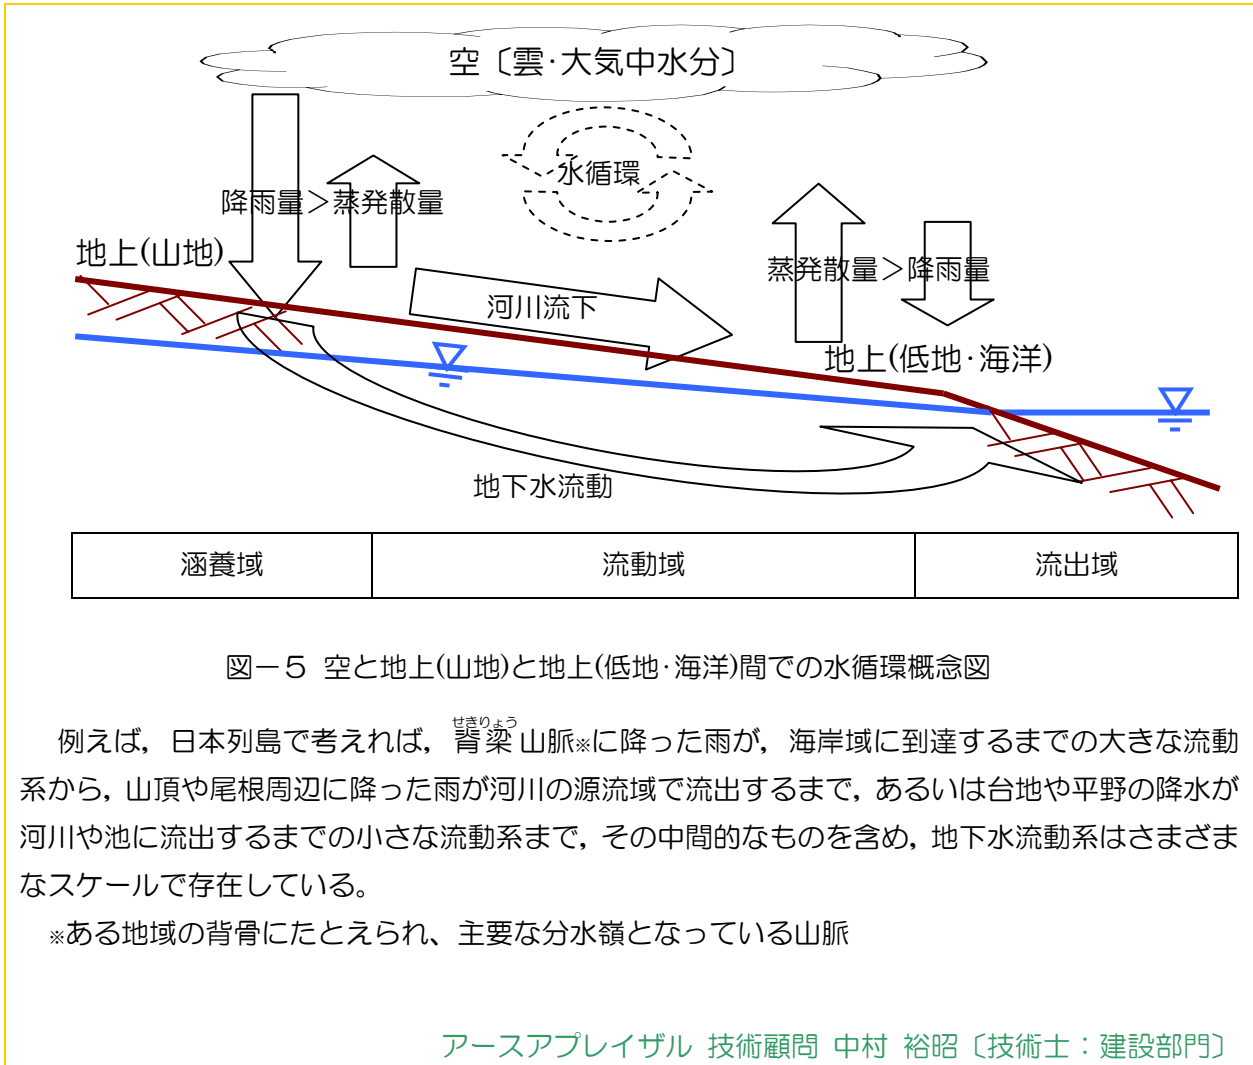 空〔雲·大気中水分〕
水循環
降雨量＞蒸発散量
地上(山地)
蒸発散量＞降雨量
河川流下
地上(低地·海洋)
地下水流動
涵養域 流動域 流出域
図－５ 空と地上(山地)と地上(低地·海洋)間での水循環概念図
せきりょう
例えば，日本列島で考えれば，脊梁山脈※に降った雨が，海岸域に到達するまでの大きな流動
系から，山頂や尾根周辺に降った雨が河川の源流域で流出するまで，あるいは台地や平野の降水が
河川や池に流出するまでの小さな流動系まで，その中間的なものを含め，地下水流動系はさまざま
なスケールで存在している。
※ある地域の背骨にたとえられ、主要な分水嶺となっている山脈
アースアプレイザル 技術顧問 中村 裕昭〔技術士：建設部門〕